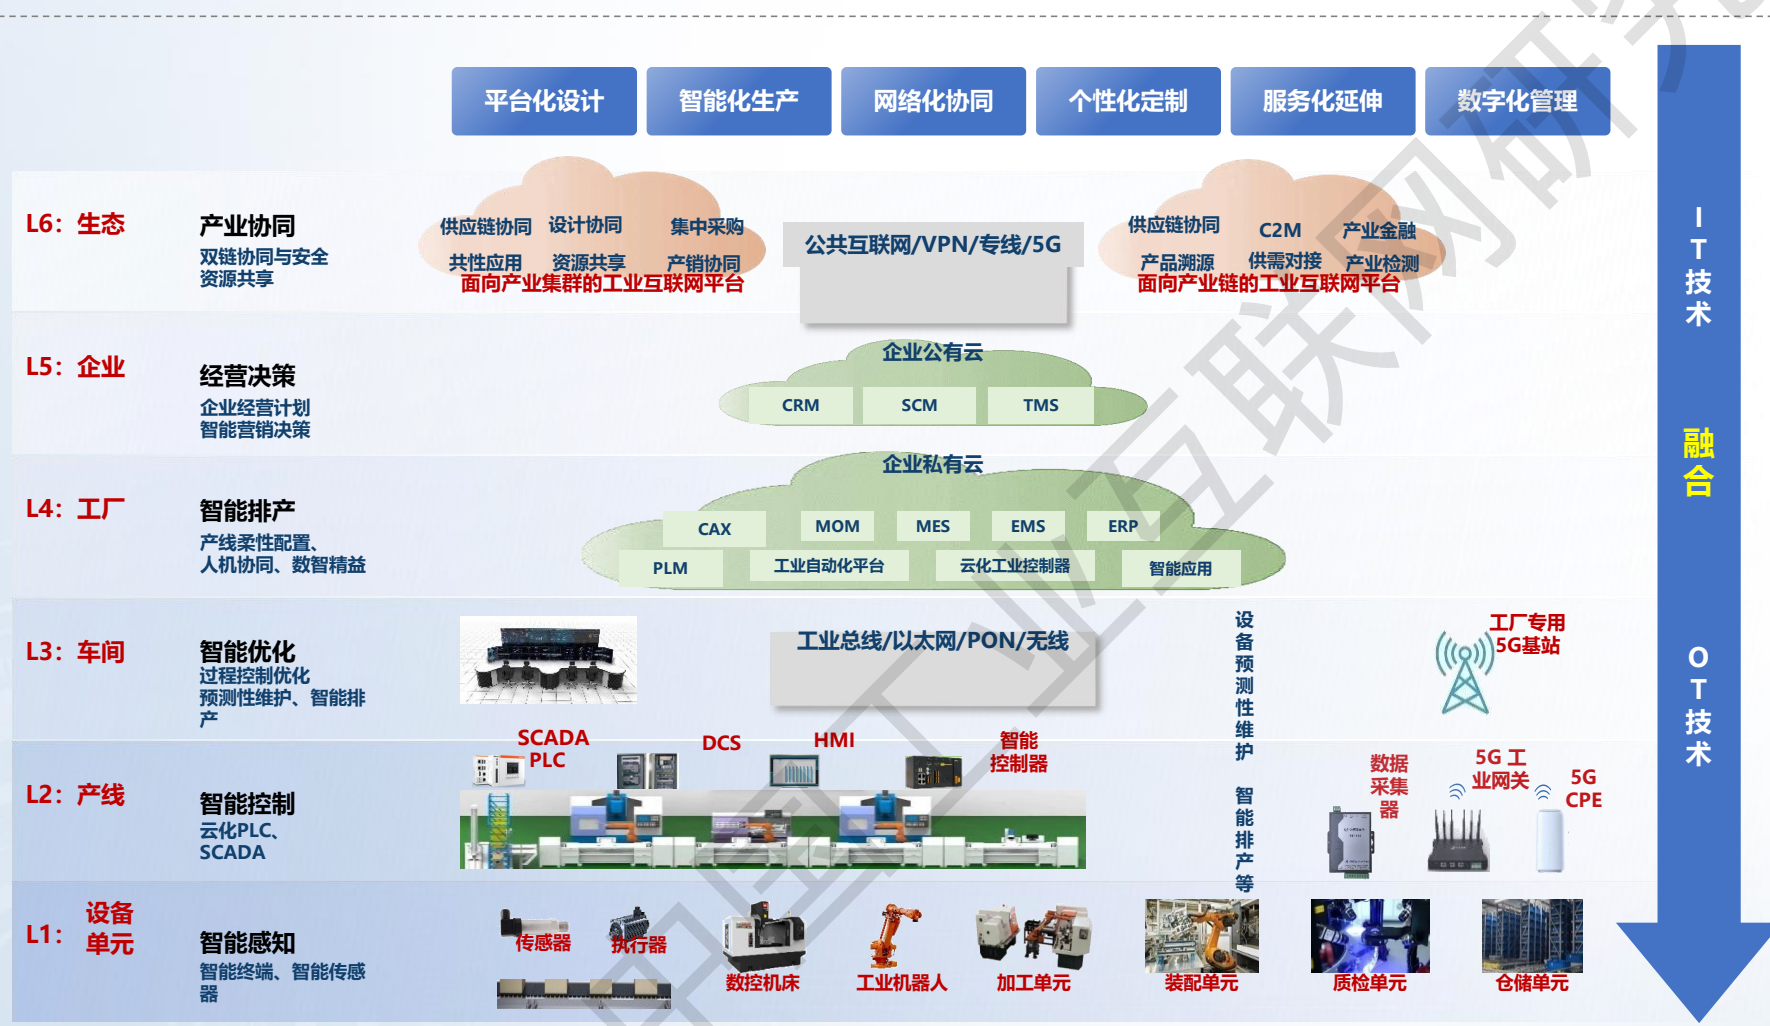 平台化设计
智能化生产
网络化协同
个性化定制
服务化延伸
数字化管理
L6：生态
产业协同
双链协同与安全
资源共享
供应链协同
设计协同
集中采购
共性应用
资源共享
产销协同
面向产业集群的工业互联网平台
公共互联网/VPN/专线/5G
供应链协同
C2M
产业金融
产品溯源
供需对接
产业检测
面向产业链的工业互联网平台
L5：企业
经营决策
企业经营计划
智能营销决策
企业公有云
CRM
SCM
TMS
L4：工厂
智能排产
产线柔性配置、
人机协同、数智精益
企业私有云
CAX
MOM
MES
EMS
ERP
PLM
工业自动化平台
云化工业控制器
智能应用
L3：车间
智能优化
过程控制优化
预测性维护、智能排
产
工业总线/以太网/PON/无线
设备预测性维护
智能排产等
工厂专用
5G基站
L2：产线
智能控制
云化PLC、
SCADA
SCADA
PLC
DCS
HMI
智能
控制器
数据
采集
器
5G 工
业网关
5G
CPE
L1：
设备
单元
智能感知
智能终端、智能传感
器
传感器
执行器
数控机床
工业机器人
加工单元
装配单元
质检单元
仓储单元
IT技术
融合
OT技术
中国工业互联网研究